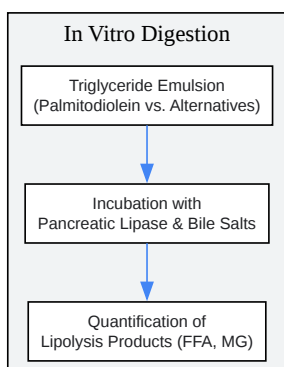 In Vitro Digestion
Triglyceride Emulsion
(Palmitodiolein vs. Alternatives)
Incubation with
Pancreatic Lipase & Bile Salts
Quantification of
Lipolysis Products (FFA, MG)